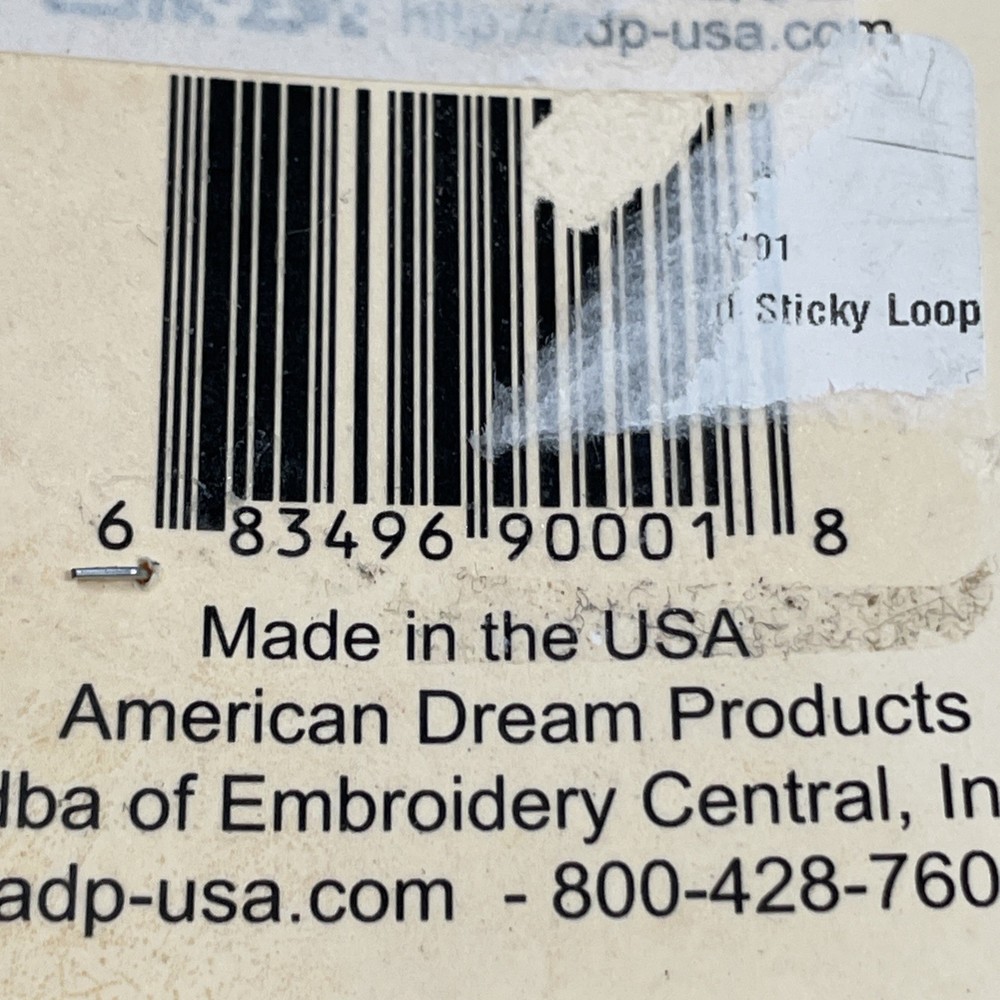 adp-usa.com
101
Sticky Loop
6 83496 90001 8
Made in the USA
American Dream Products
dba of Embroidery Central, In
adp-usa.com - 800-428-760